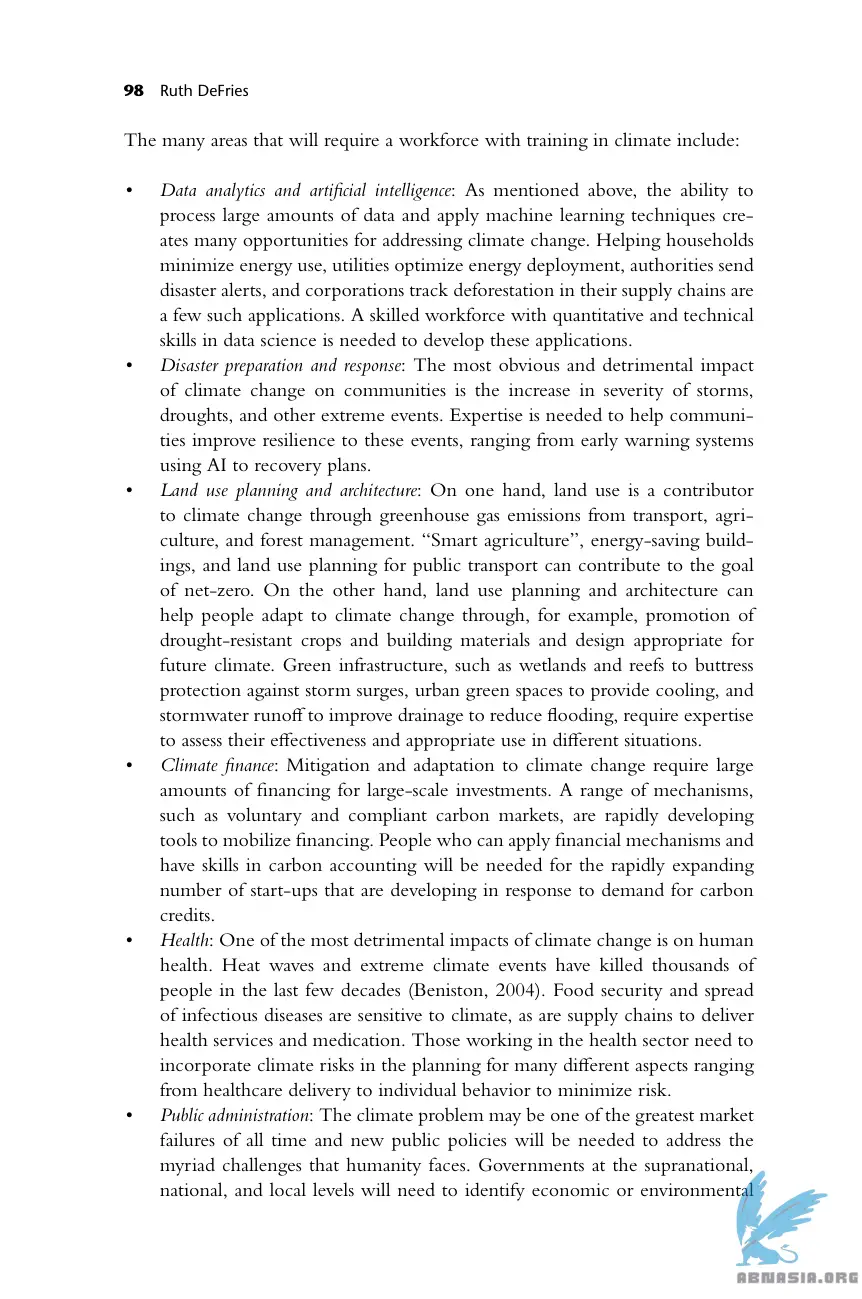 98 Ruth DeFries
The many areas that will require a workforce with training in climate include:
• Data analytics and artificial intelligence: As mentioned above, the ability to
process large amounts of data and apply machine learning techniques cre-
ates many opportunities for addressing climate change. Helping households
minimize energy use, utilities optimize energy deployment, authorities send
disaster alerts, and corporations track deforestation in their supply chains are
a few such applications. A skilled workforce with quantitative and technical
skills in data science is needed to develop these applications.
• Disaster preparation and response: The most obvious and detrimental impact
of climate change on communities is the increase in severity of storms,
droughts, and other extreme events. Expertise is needed to help communi-
ties improve resilience to these events, ranging from early warning systems
using AI to recovery plans.
• Land use planning and architecture: On one hand, land use is a contributor
to climate change through greenhouse gas emissions from transport, agri-
culture, and forest management. “Smart agriculture”, energy-saving build-
ings, and land use planning for public transport can contribute to the goal
of net-zero. On the other hand, land use planning and architecture can
help people adapt to climate change through, for example, promotion of
drought-resistant crops and building materials and design appropriate for
future climate. Green infrastructure, such as wetlands and reefs to buttress
protection against storm surges, urban green spaces to provide cooling, and
stormwater runoff to improve drainage to reduce flooding, require expertise
to assess their effectiveness and appropriate use in different situations.
• Climate finance: Mitigation and adaptation to climate change require large
amounts of financing for large-scale investments. A range of mechanisms,
such as voluntary and compliant carbon markets, are rapidly developing
tools to mobilize financing. People who can apply financial mechanisms and
have skills in carbon accounting will be needed for the rapidly expanding
number of start-ups that are developing in response to demand for carbon
credits.
• Health: One of the most detrimental impacts of climate change is on human
health. Heat waves and extreme climate events have killed thousands of
people in the last few decades (Beniston, 2004). Food security and spread
of infectious diseases are sensitive to climate, as are supply chains to deliver
health services and medication. Those working in the health sector need to
incorporate climate risks in the planning for many different aspects ranging
from healthcare delivery to individual behavior to minimize risk.
• Public administration: The climate problem may be one of the greatest market
failures of all time and new public policies will be needed to address the
myriad challenges that humanity faces. Governments at the supranational,
national, and local levels will need to identify economic or environmental
ABNASIA.ORG